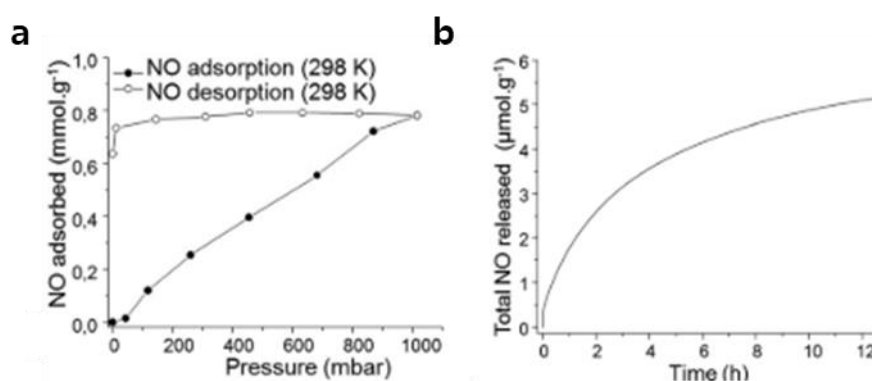 a
1,0
NO adsorption (298 K)
NO desorption (298 K)
0,8
0,6
0,4
0,2
0,0
NO adsorbed (mmol.g⁻¹)
0 200 400 600 800 1000
Pressure (mbar)
b
6
5
4
3
2
1
0
Total NO released (µmol.g⁻¹)
0 2 4 6 8 10 12
Time (h)